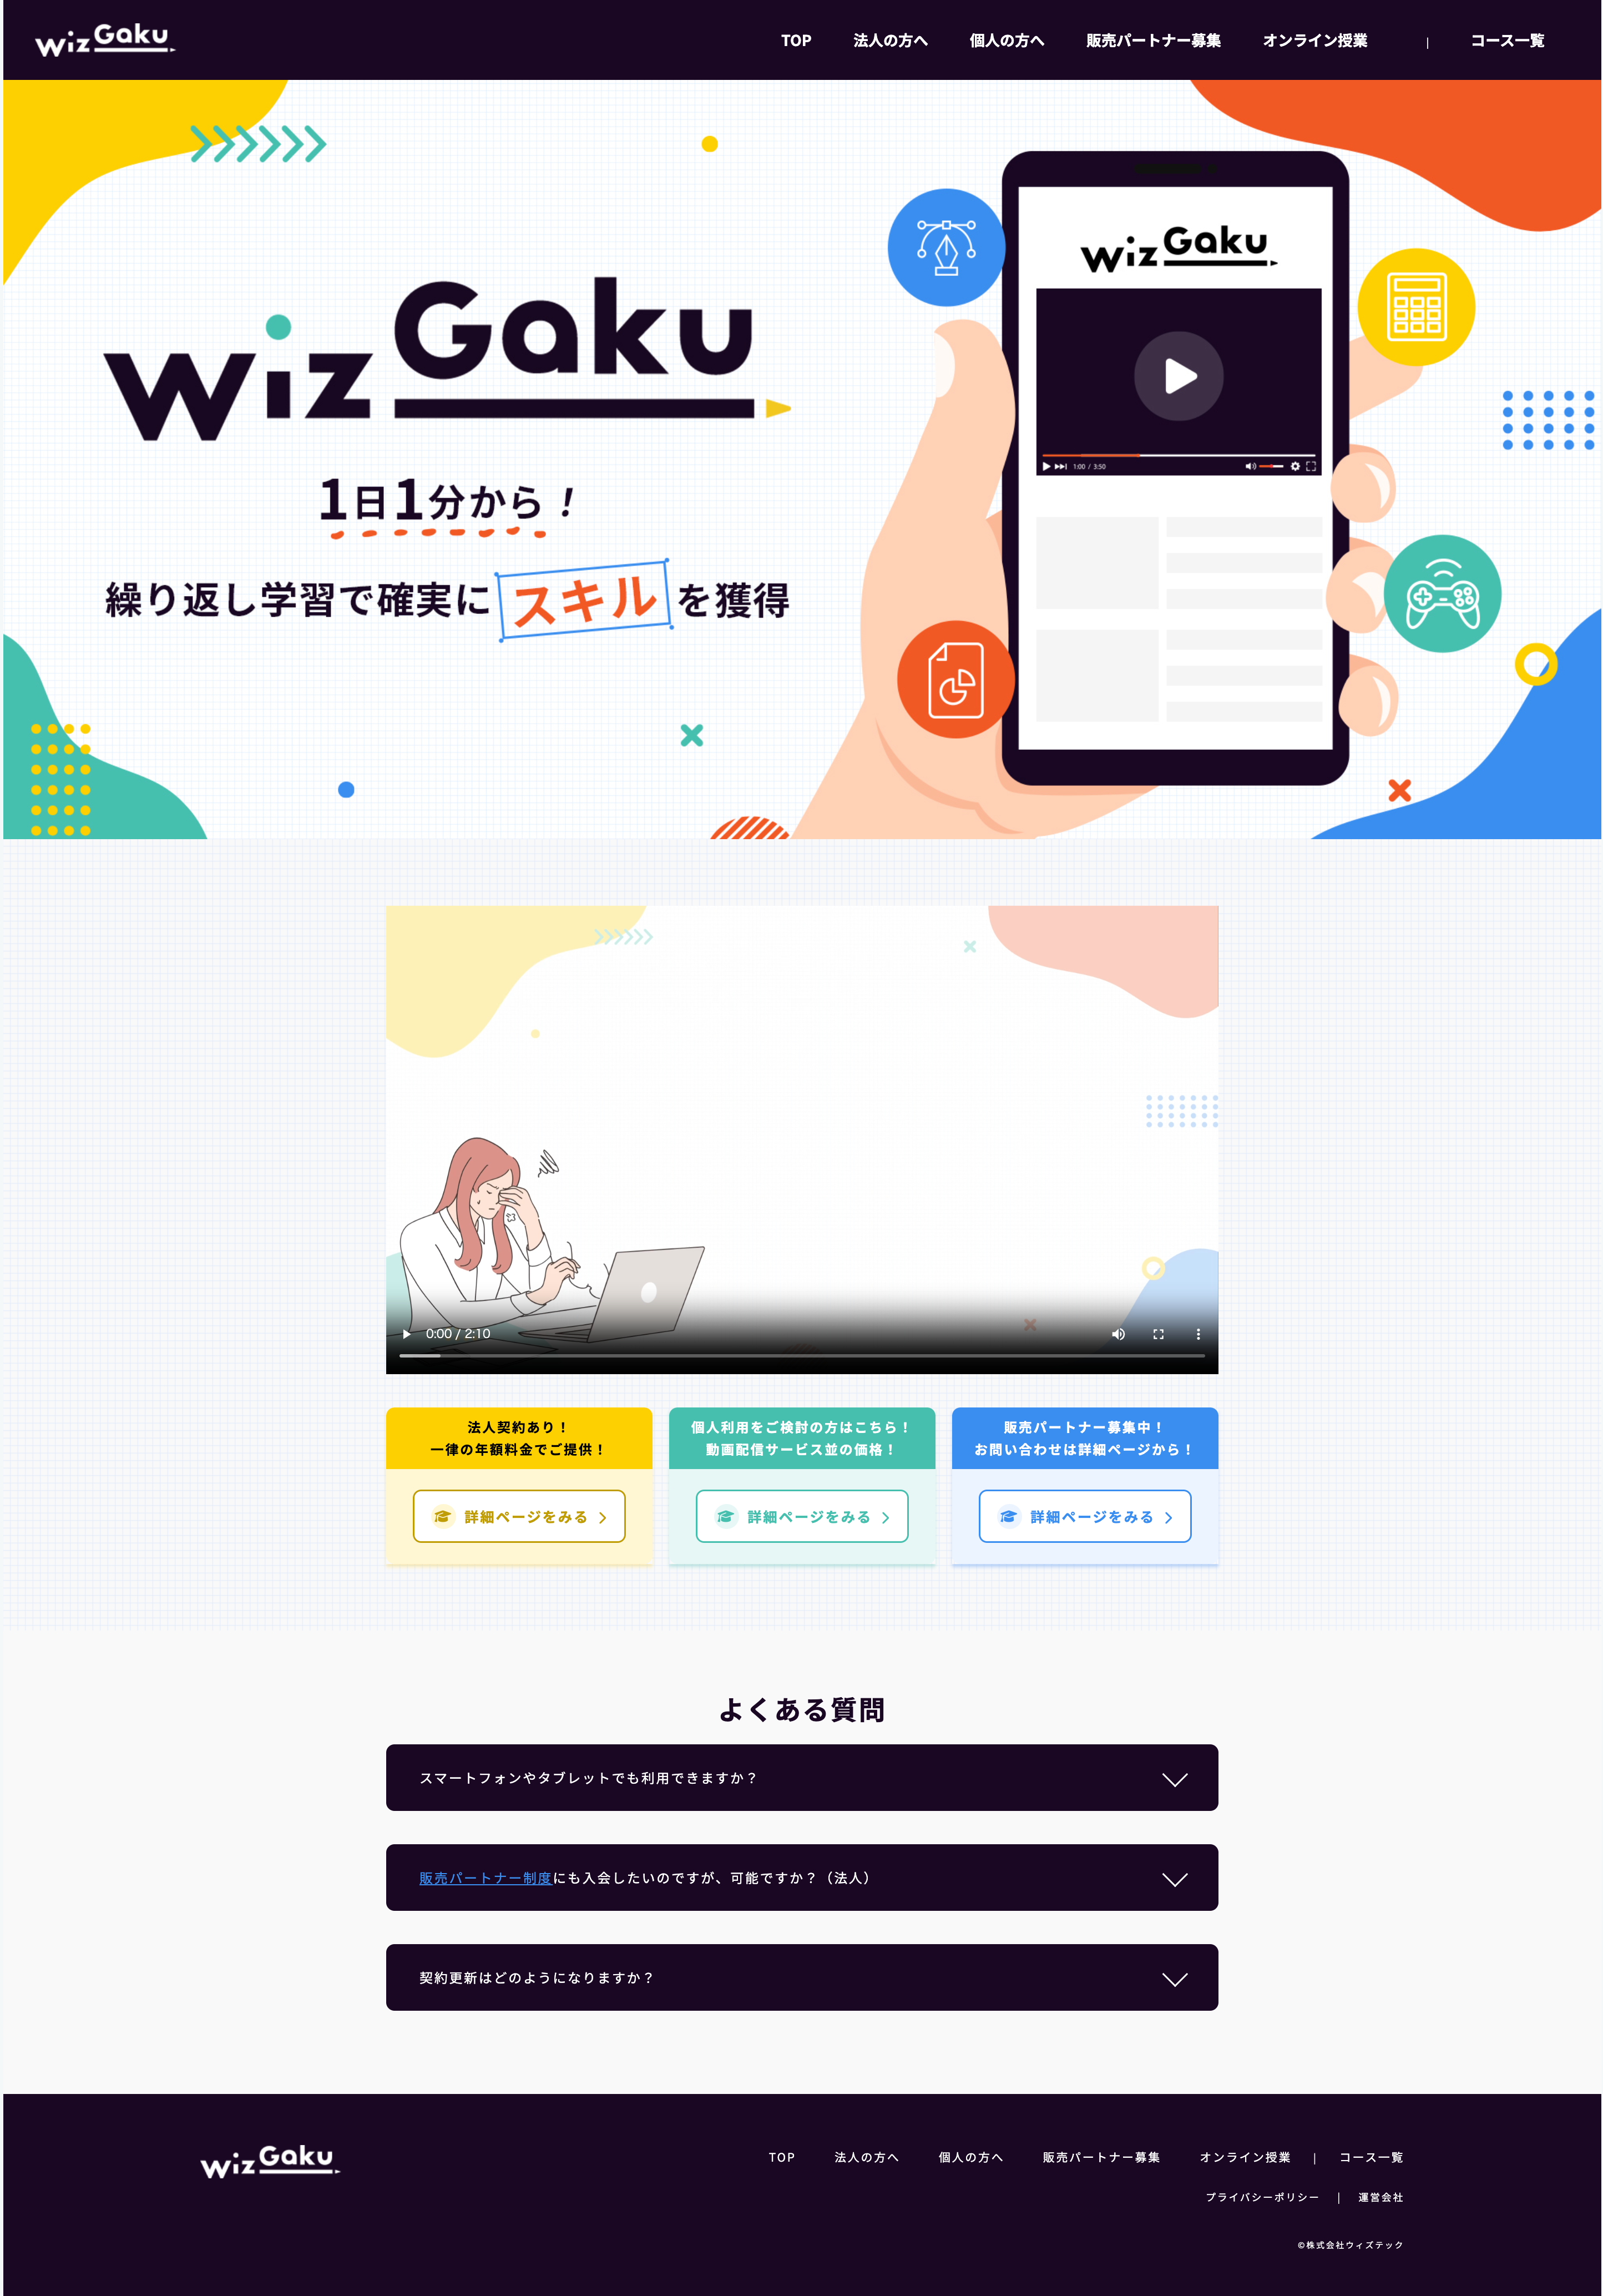 WizGaku
TOP 法人の方へ 個人の方へ 販売パートナー募集 オンライン授業 | コース一覧
WizGaku
1日1分から！
繰り返し学習で確実にスキルを獲得
WizGaku
1:00 / 3:50
0:00 / 2:10
法人契約あり！
一律の年額料金でご提供！
詳細ページをみる
個人利用をご検討の方はこちら！
動画配信サービス並の価格！
詳細ページをみる
販売パートナー募集中！
お問い合わせは詳細ページから！
詳細ページをみる
よくある質問
スマートフォンやタブレットでも利用できますか？
販売パートナー制度にも入会したいのですが、可能ですか？（法人）
契約更新はどのようになりますか？
WizGaku
TOP 法人の方へ 個人の方へ 販売パートナー募集 オンライン授業 | コース一覧
プライバシーポリシー | 運営会社
©株式会社ウィズテック